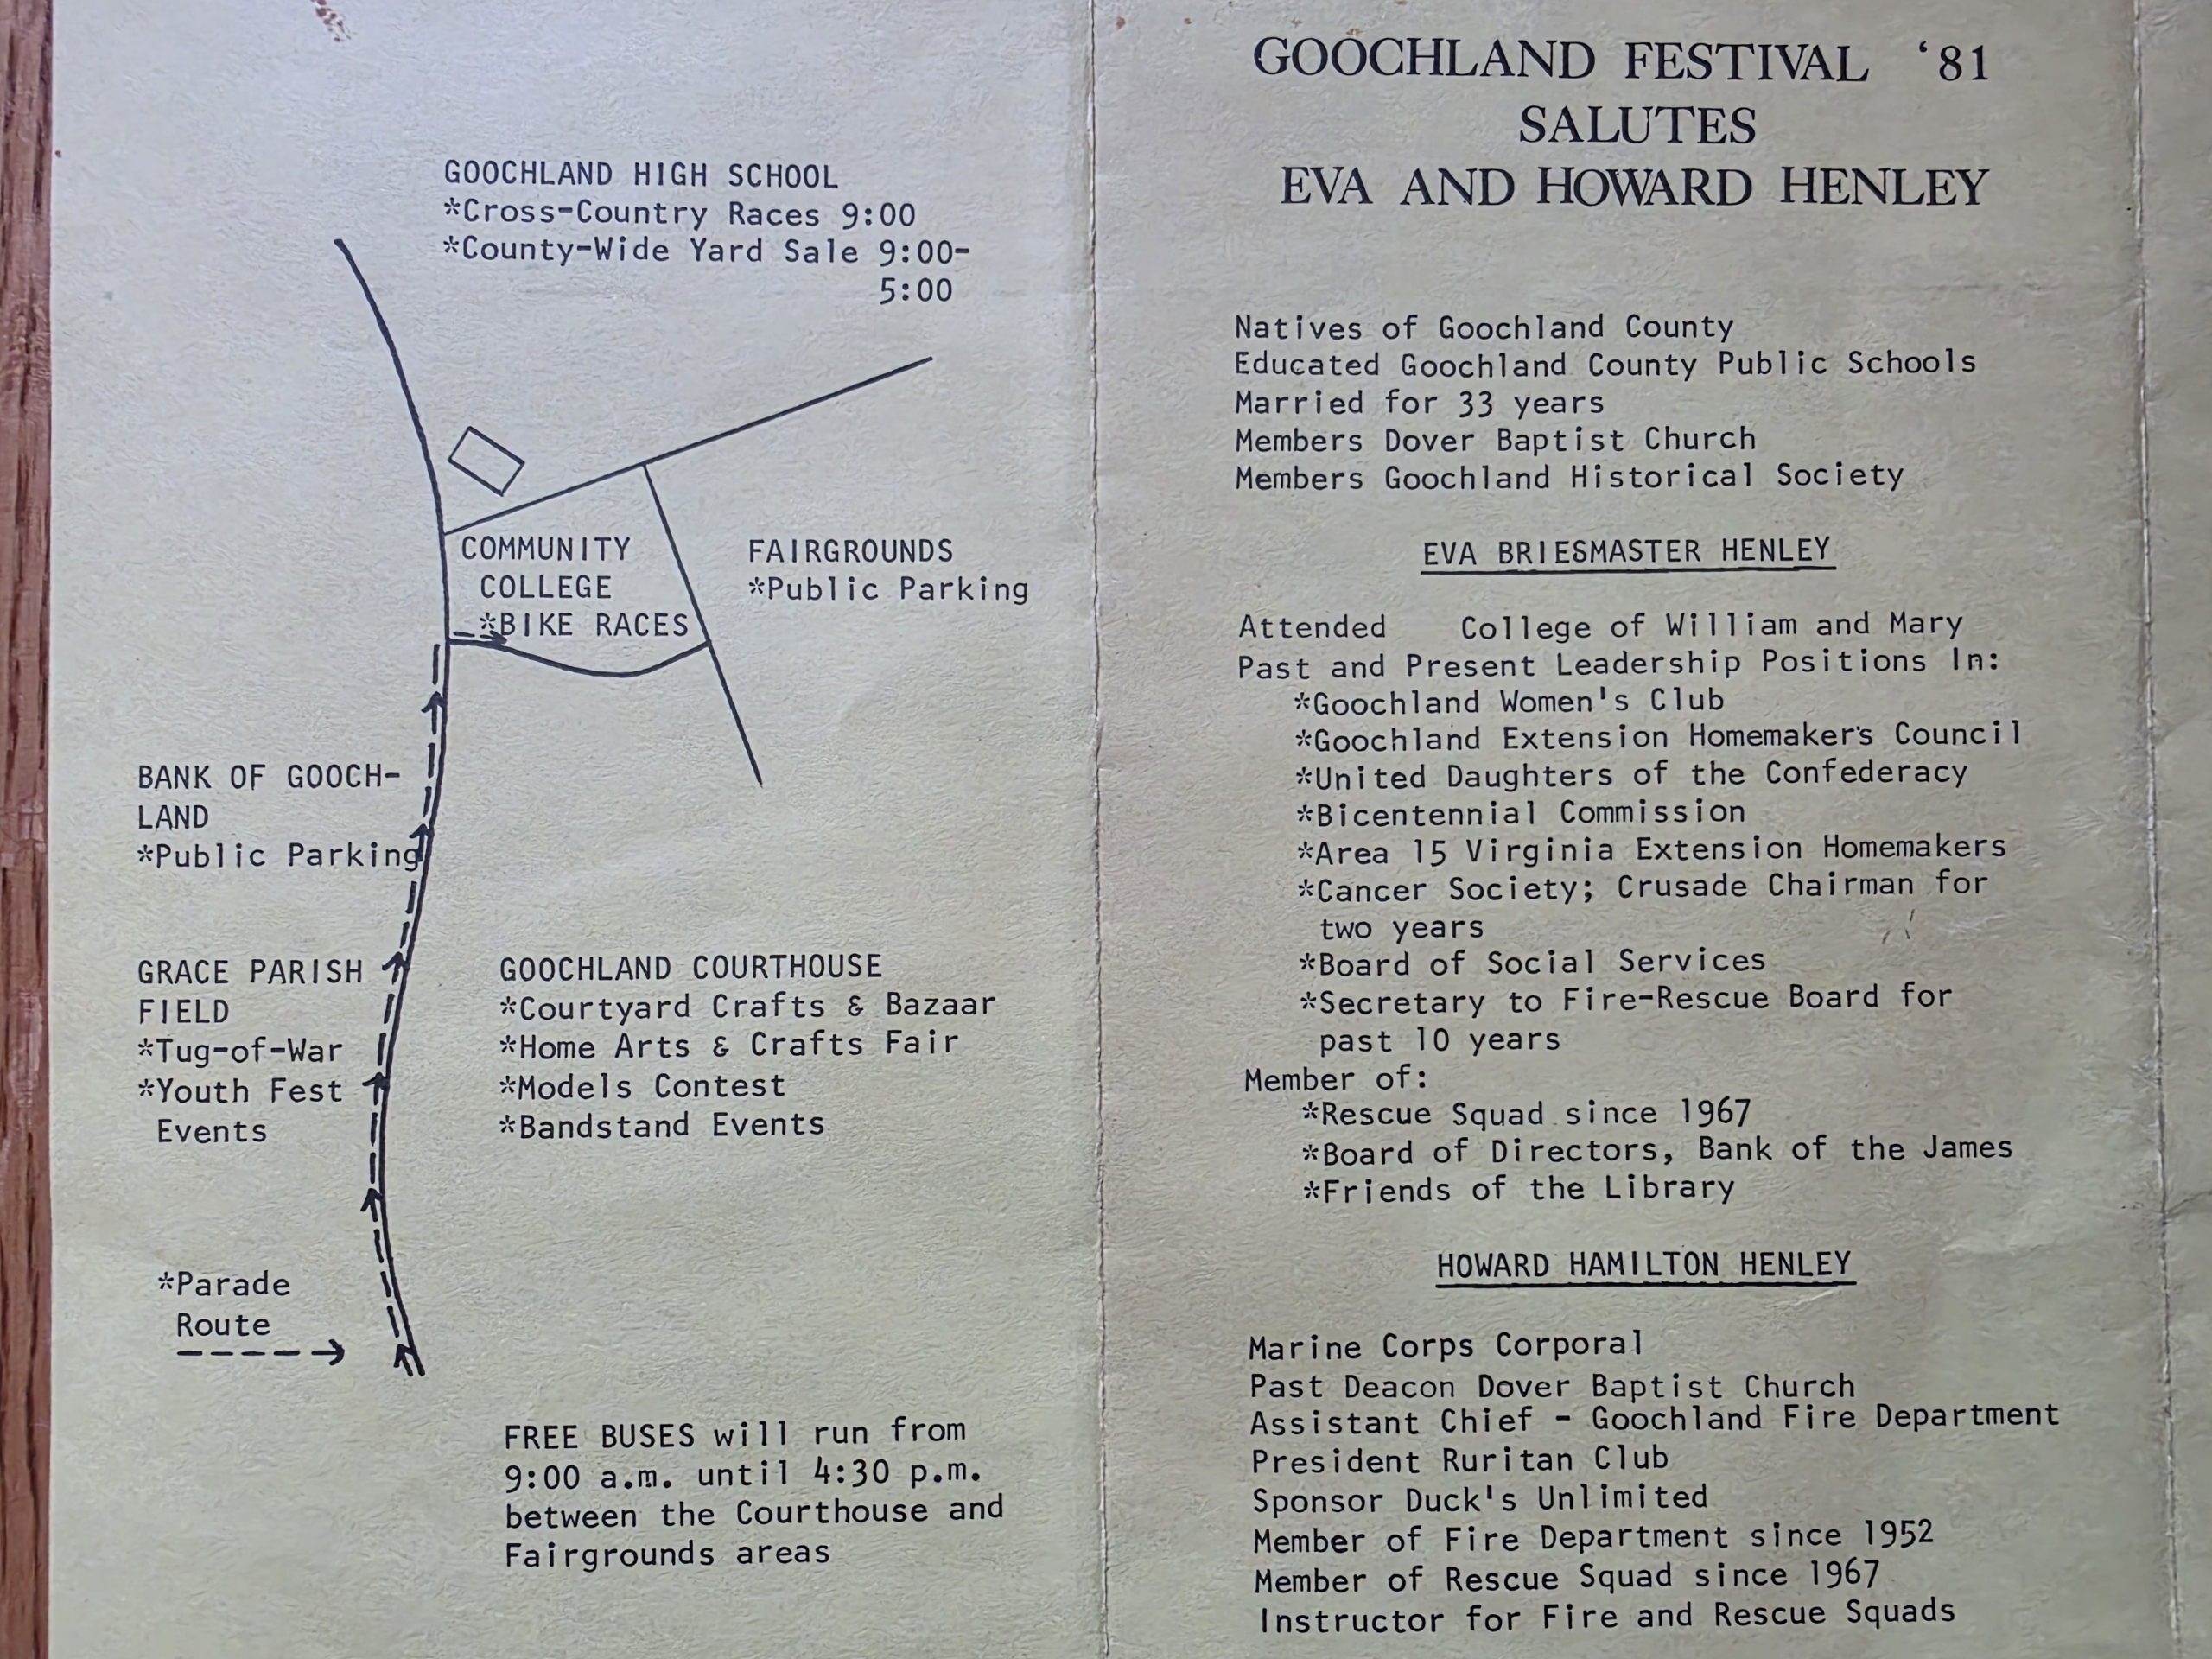 GOOCHLAND HIGH SCHOOL
*Cross-Country Races 9:00
*County-Wide Yard Sale 9:00-
5:00
COMMUNITY
COLLEGE
*BIKE RACES
FAIRGROUNDS
*Public Parking
BANK OF GOOCH-
LAND
*Public Parking
GRACE PARISH
FIELD
*Tug-of-War
*Youth Fest
Events
GOOCHLAND COURTHOUSE
*Courtyard Crafts & Bazaar
*Home Arts & Crafts Fair
*Models Contest
*Bandstand Events
*Parade
Route
FREE BUSES will run from
9:00 a.m. until 4:30 p.m.
between the Courthouse and
Fairgrounds areas
GOOCHLAND FESTIVAL '81
SALUTES
EVA AND HOWARD HENLEY
Natives of Goochland County
Educated Goochland County Public Schools
Married for 33 years
Members Dover Baptist Church
Members Goochland Historical Society
EVA BRIESMASTER HENLEY
Attended College of William and Mary
Past and Present Leadership Positions In:
*Goochland Women's Club
*Goochland Extension Homemaker's Council
*United Daughters of the Confederacy
*Bicentennial Commission
*Area 15 Virginia Extension Homemakers
*Cancer Society; Crusade Chairman for
two years
*Board of Social Services
*Secretary to Fire-Rescue Board for
past 10 years
Member of:
*Rescue Squad since 1967
*Board of Directors, Bank of the James
*Friends of the Library
HOWARD HAMILTON HENLEY
Marine Corps Corporal
Past Deacon Dover Baptist Church
Assistant Chief - Goochland Fire Department
President Ruritan Club
Sponsor Duck's Unlimited
Member of Fire Department since 1952
Member of Rescue Squad since 1967
Instructor for Fire and Rescue Squads